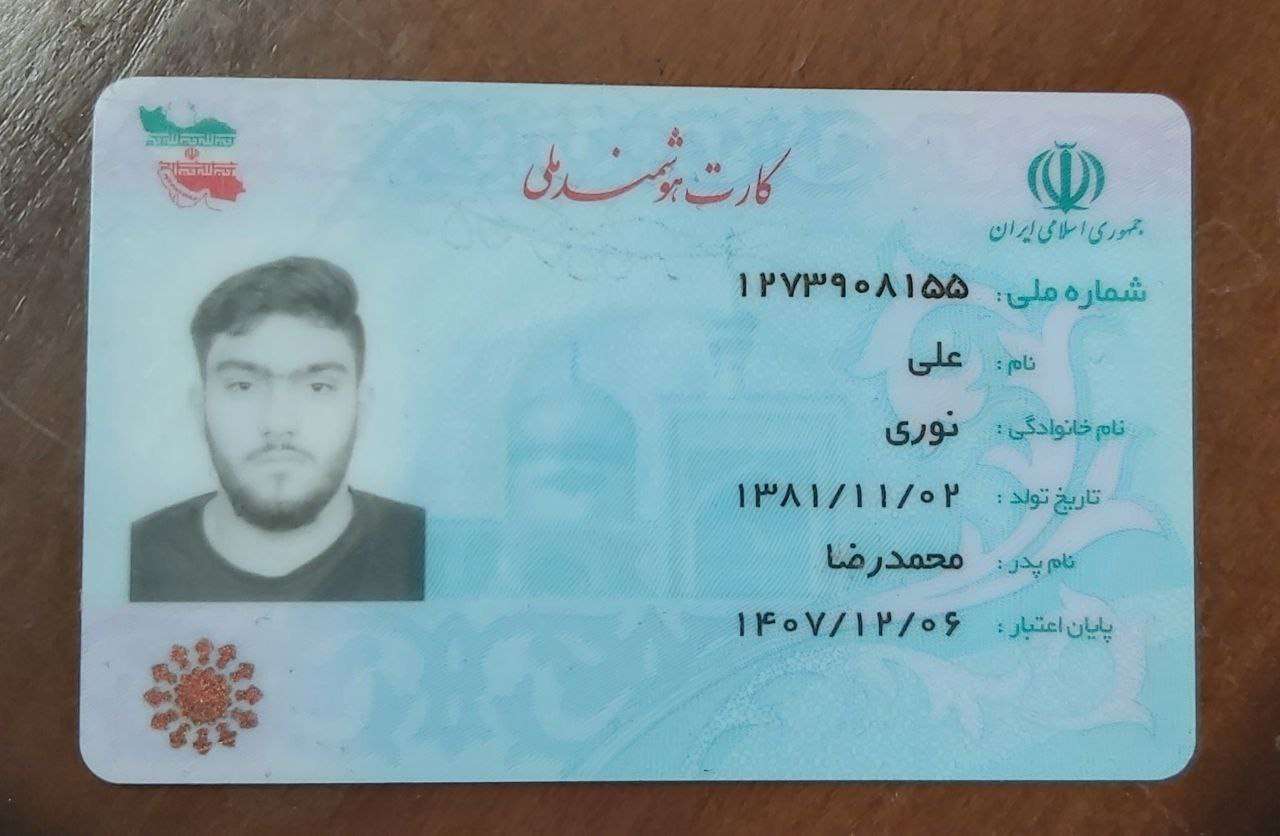 کارت هوشمند ملی
جمهوری اسلامی ایران
شماره ملی: ۱۲۷۳۹۰۸۱۵۵
نام: علی
نام خانوادگی: نوری
تاریخ تولد: ۱۳۸۱/۱۱/۰۲
نام پدر: محمدرضا
پایان اعتبار: ۱۴۰۷/۱۲/۰۶